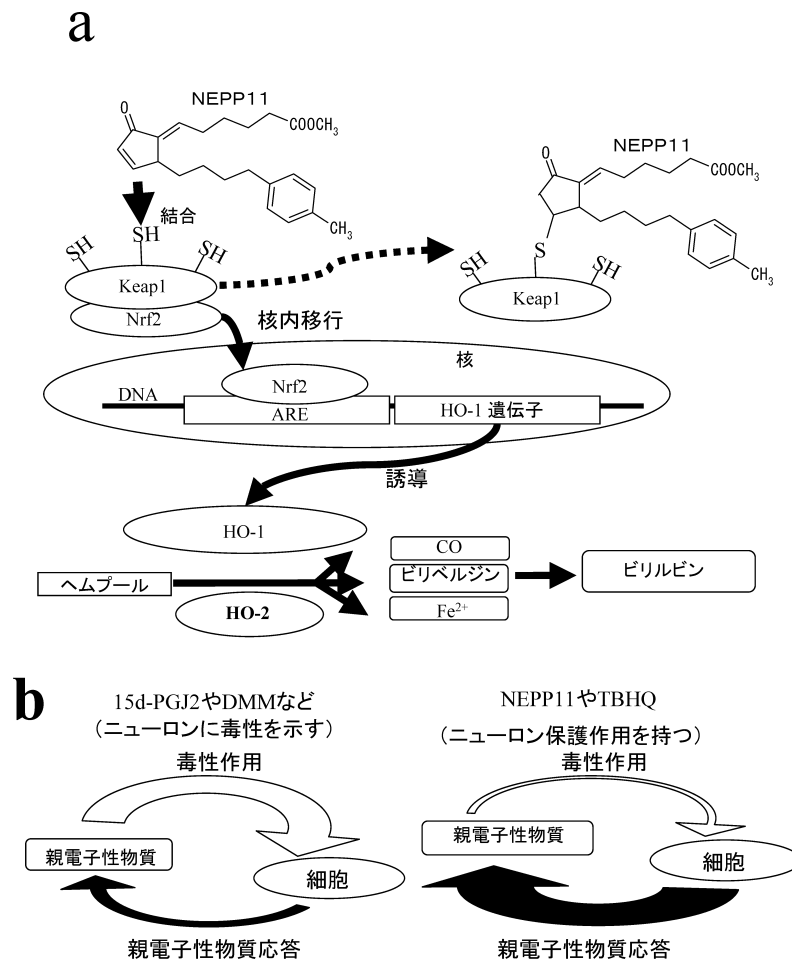 a
NEPP11
O
COOCH3
CH3
結合
SH
SH
SH
Keap1
Nrf2
NEPP11
O
COOCH3
CH3
S
SH
SH
Keap1
核内移行
核
Nrf2
DNA
ARE
HO-1 遺伝子
誘導
HO-1
ヘムプール
HO-2
CO
ビリベルジン
Fe2+
ビリルビン
b
15d-PGJ2やDMMなど
（ニューロンに毒性を示す）
毒性作用
親電子性物質
細胞
親電子性物質応答
NEPP11やTBHQ
（ニューロン保護作用を持つ）
毒性作用
親電子性物質
細胞
親電子性物質応答